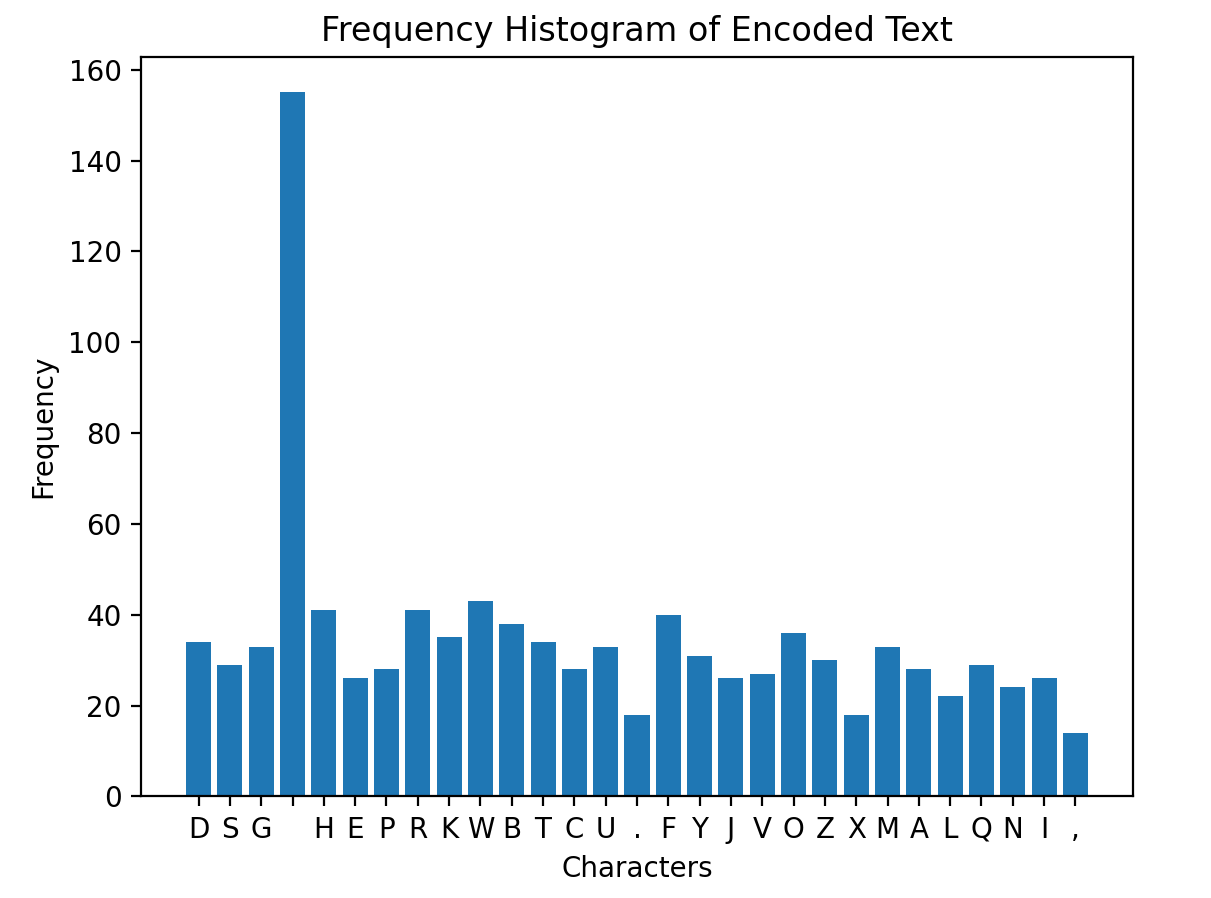 Frequency Histogram of Encoded Text
160
140
120
100
80
60
40
20
0
Frequency
D S G H E P R K W B T C U . F Y J V O Z X M A L Q N I ,
Characters